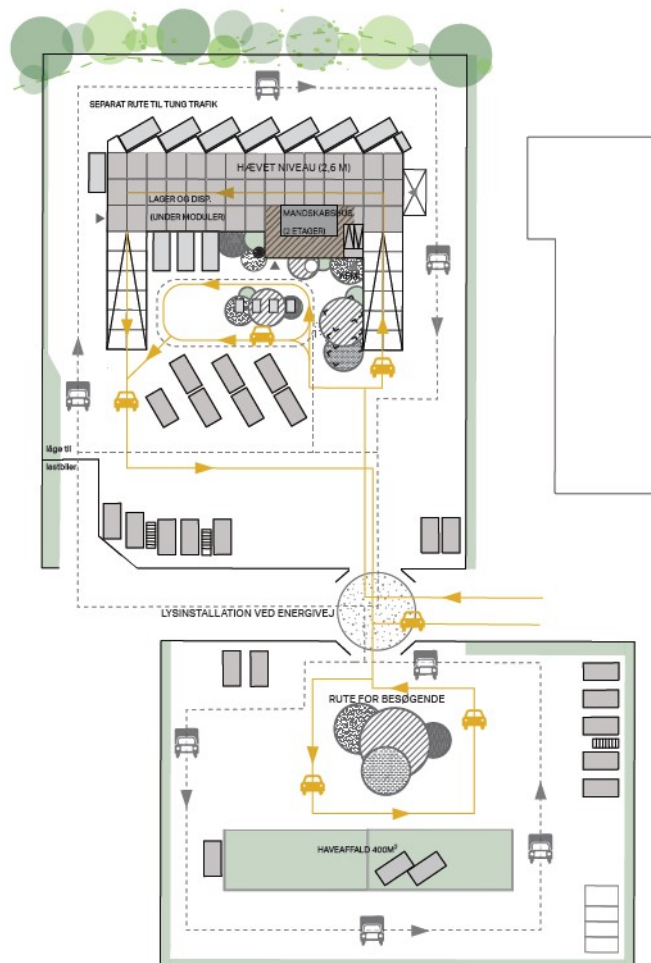 SEPARAT RUTE TIL TUNG TRAFIK
HÆVET NIVEAU (2,6 M)
LAGER OG DISP.
(UNDER MODULER)
MANDSKABSHUS
(2 ETAGER)
låge til
lastbiler
LYSINSTALLATION VED ENERGIVEJ
RUTE FOR BESØGENDE
HAVEAFFALD 400M²